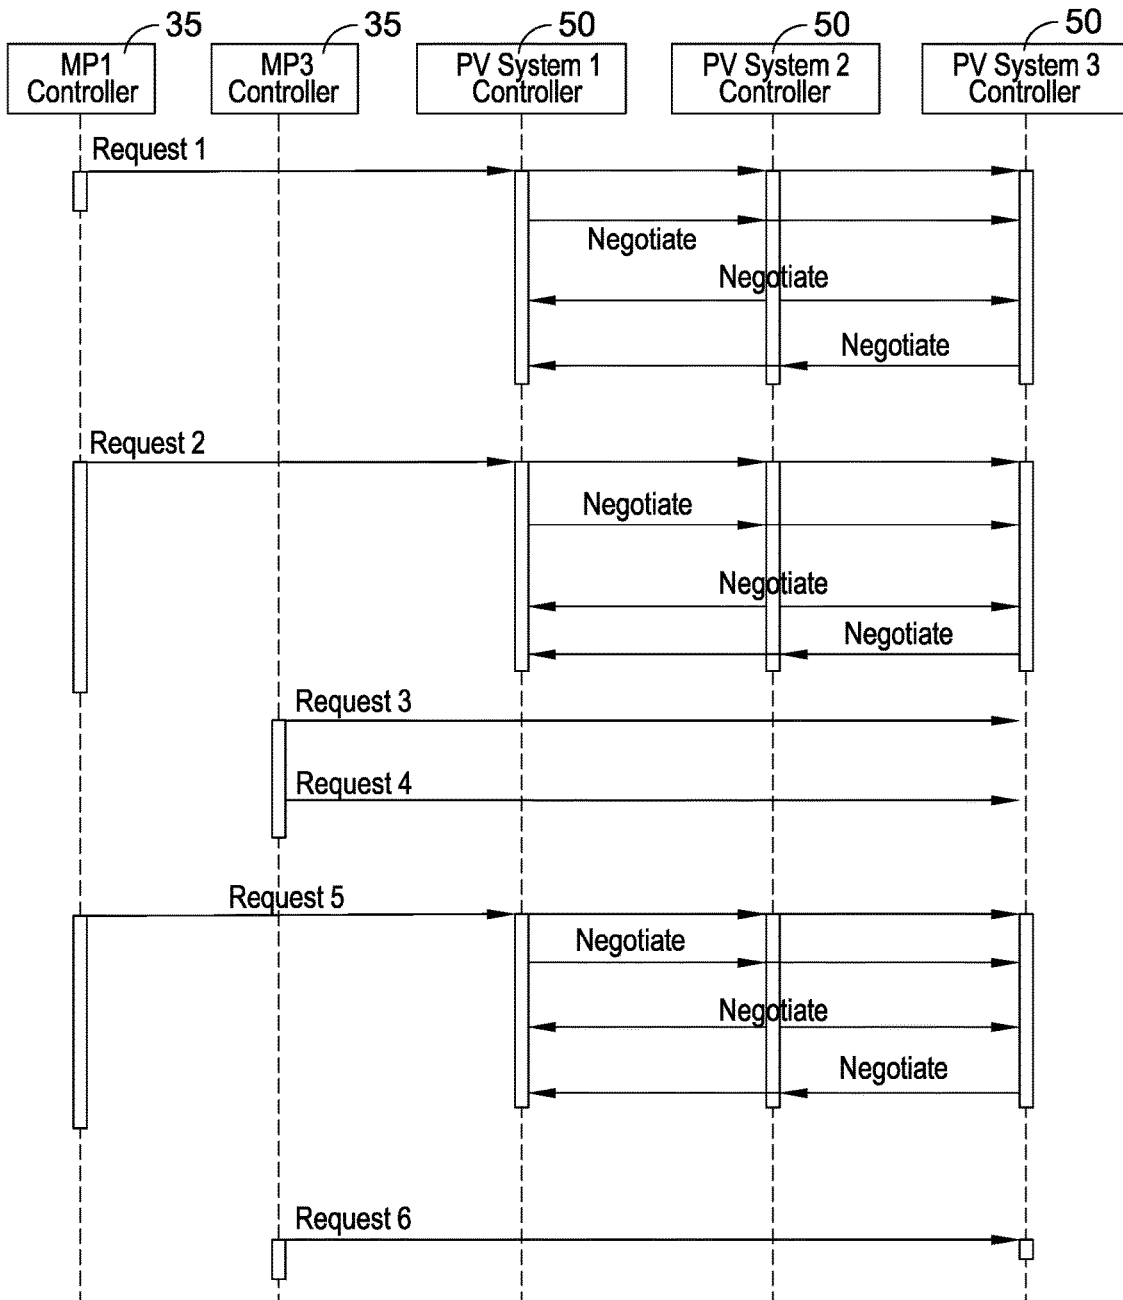 35
35
50
50
50
MP1
Controller
MP3
Controller
PV System 1
Controller
PV System 2
Controller
PV System 3
Controller
Request 1
Negotiate
Negotiate
Negotiate
Request 2
Negotiate
Negotiate
Negotiate
Request 3
Request 4
Request 5
Negotiate
Negotiate
Negotiate
Request 6